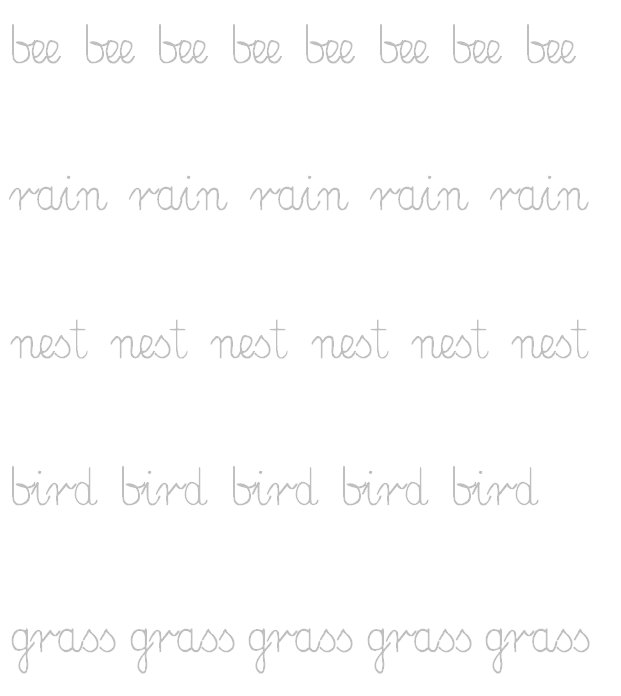 bee bee bee bee bee bee bee bee
rain rain rain rain rain
nest nest nest nest nest nest
bird bird bird bird bird
grass grass grass grass grass